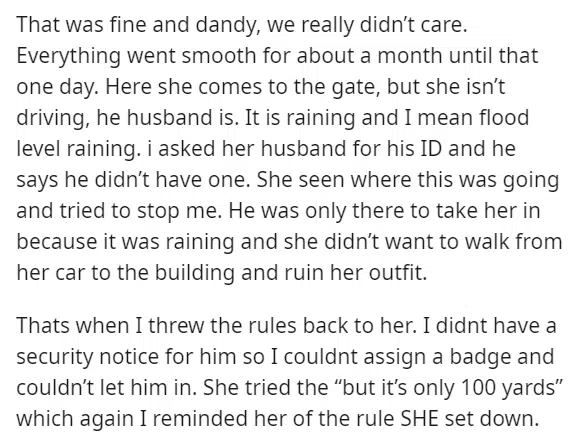 That was fine and dandy, we really didn’t care.
Everything went smooth for about a month until that
one day. Here she comes to the gate, but she isn’t
driving, he husband is. It is raining and I mean flood
level raining. i asked her husband for his ID and he
says he didn’t have one. She seen where this was going
and tried to stop me. He was only there to take her in
because it was raining and she didn’t want to walk from
her car to the building and ruin her outfit.
Thats when I threw the rules back to her. I didnt have a
security notice for him so I couldnt assign a badge and
couldn’t let him in. She tried the “but it’s only 100 yards”
which again I reminded her of the rule SHE set down.